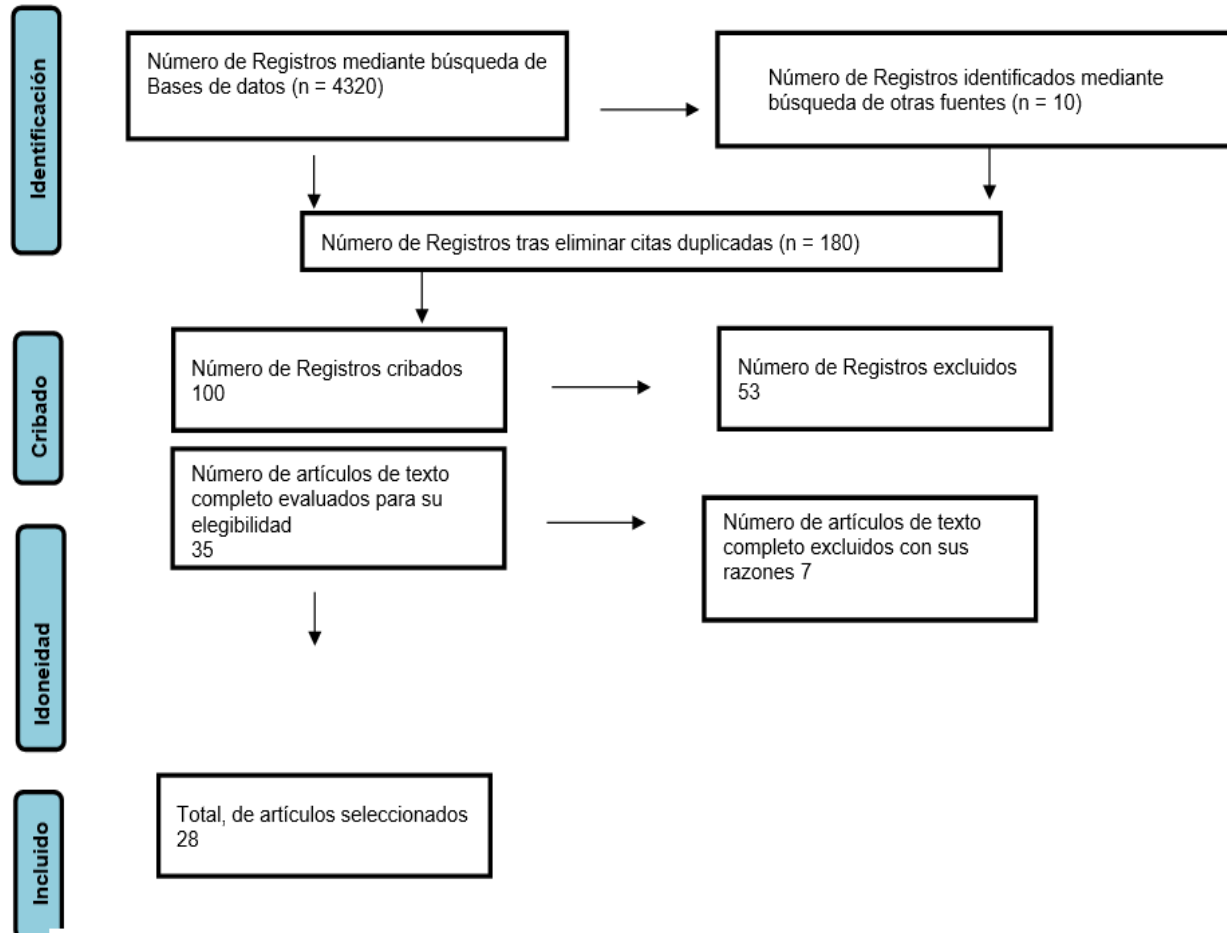 Identificación
Número de Registros mediante búsqueda de
Bases de datos (n = 4320)
Número de Registros identificados mediante
búsqueda de otras fuentes (n = 10)
Número de Registros tras eliminar citas duplicadas (n = 180)
Cribado
Número de Registros cribados
100
Número de Registros excluidos
53
Número de artículos de texto
completo evaluados para su
elegibilidad
35
Número de artículos de texto
completo excluidos con sus
razones 7
Idoneidad
Total, de artículos seleccionados
28
Incluido